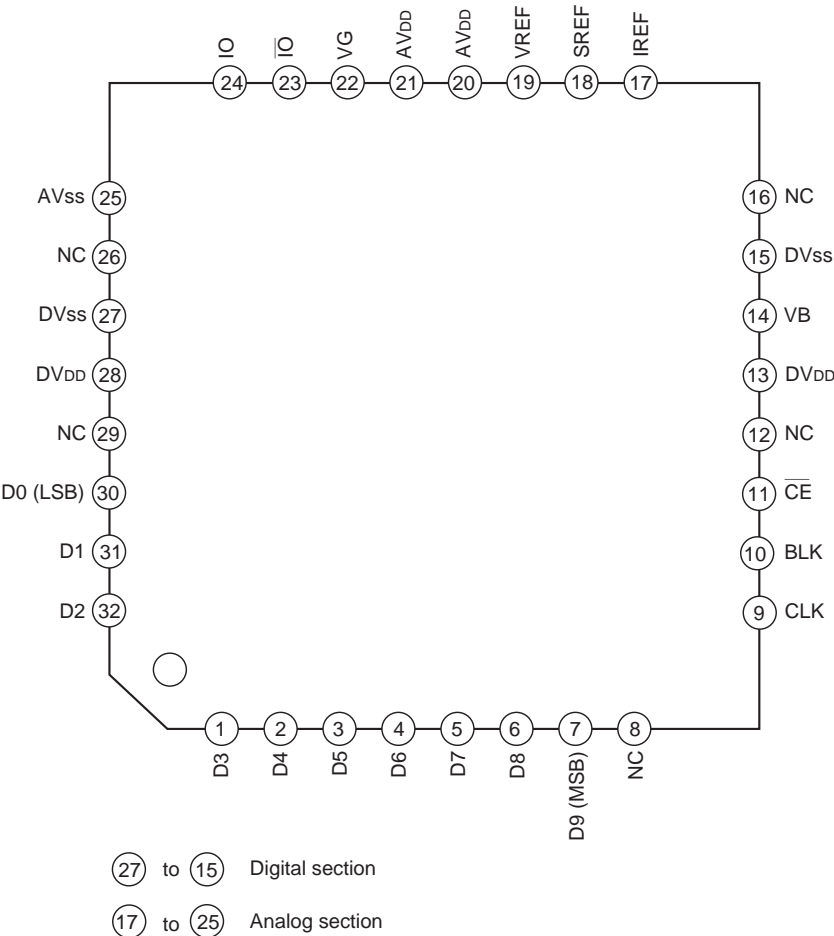 IO
IO
VG
AVDD
AVDD
VREF
SREF
IREF
24
23
22
21
20
19
18
17
AVss 25
NC 26
DVss 27
DVDD 28
NC 29
D0 (LSB) 30
D1 31
D2 32
16 NC
15 DVss
14 VB
13 DVDD
12 NC
11 CE
10 BLK
9 CLK
1
2
3
4
5
6
7
8
D3
D4
D5
D6
D7
D8
D9 (MSB)
NC
27 to 15 Digital section
17 to 25 Analog section